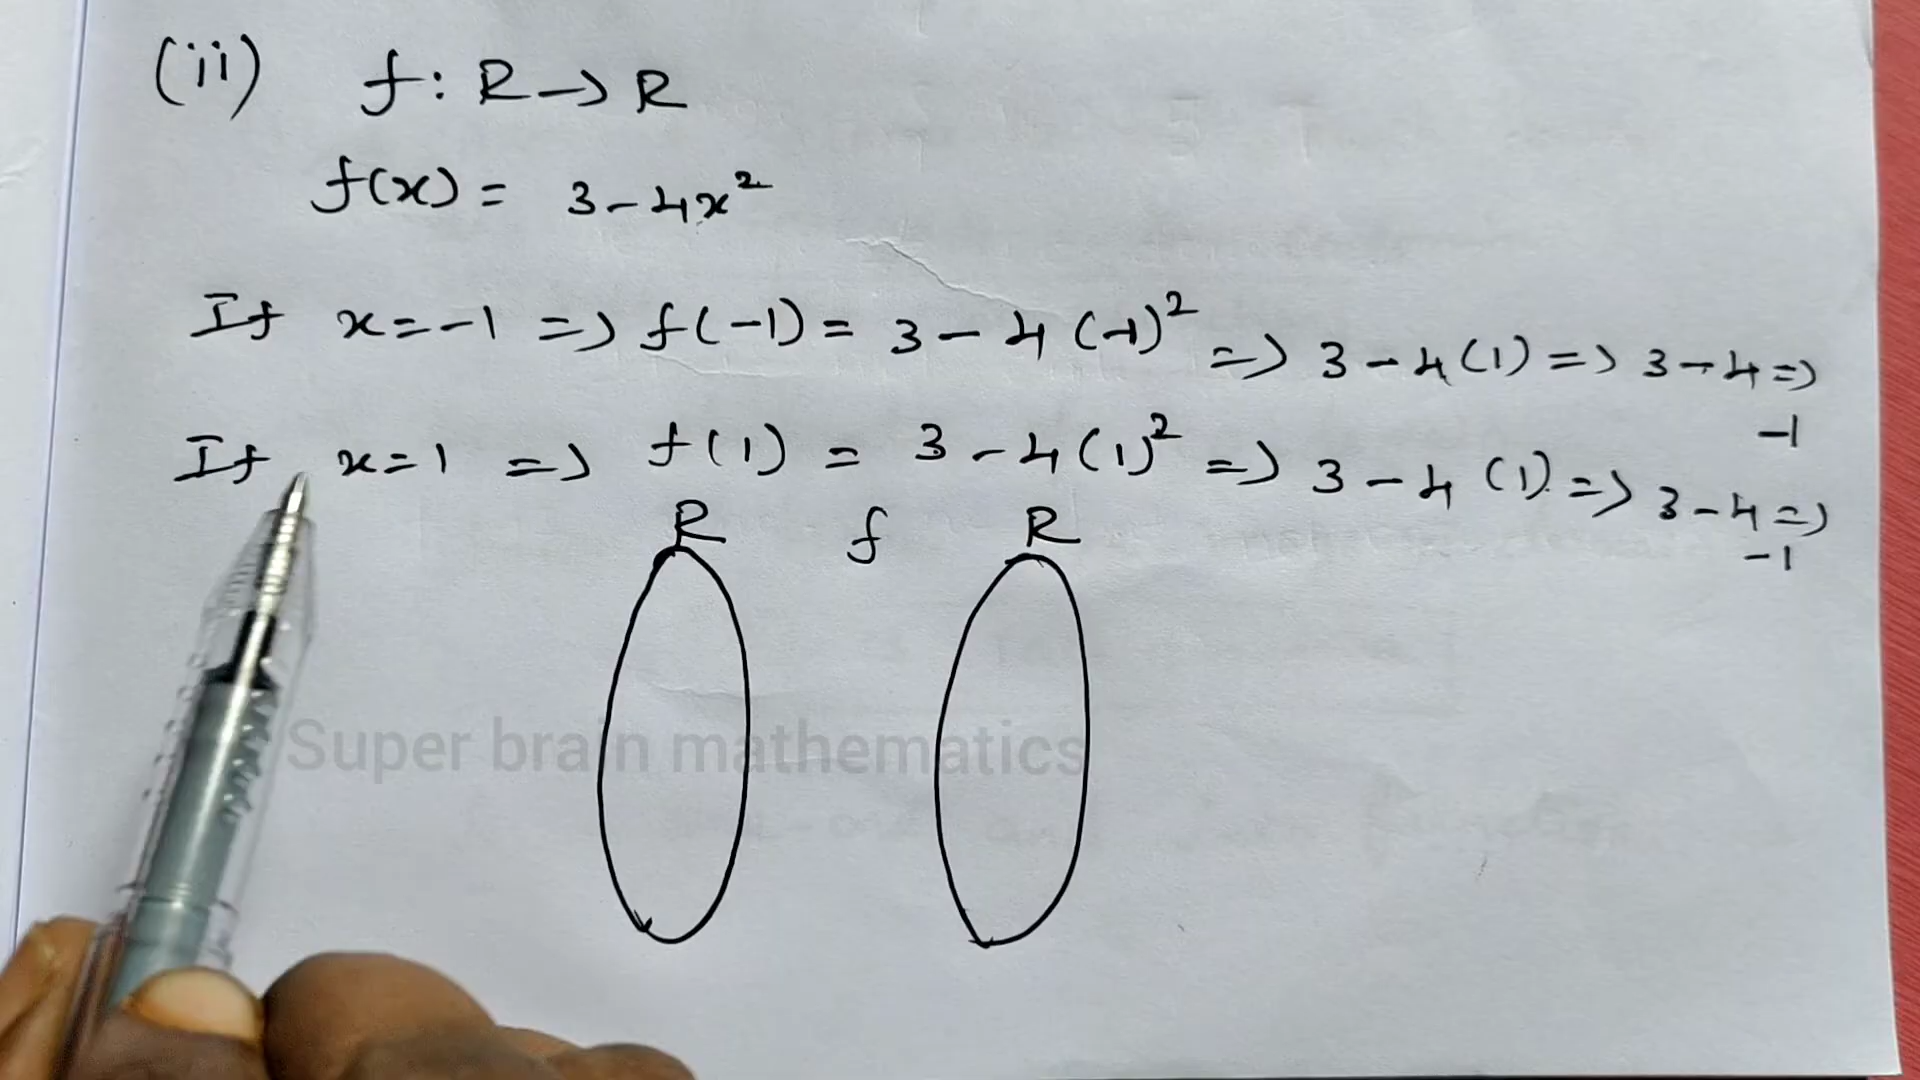 (ii) f: R → R
f(x) = 3 - 4x²
If x = -1 => f(-1) = 3 - 4(-1)² => 3 - 4(1) => 3 - 4 =>
-1
If x = 1 => f(1) = 3 - 4(1)² => 3 - 4(1) => 3 - 4 =>
-1
R f R
Super brain mathematics